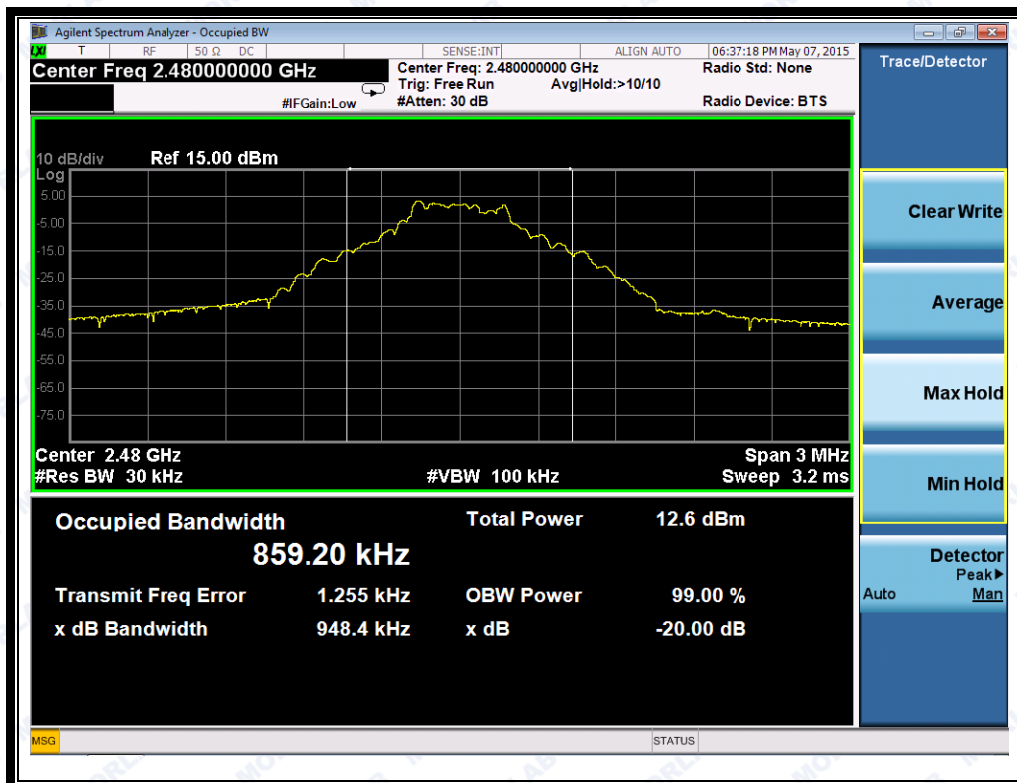 Agilent Spectrum Analyzer - Occupied BW
LXI T RF 50 Ω DC SENSE:INT ALIGN AUTO 06:37:18 PM May 07, 2015
Center Freq 2.480000000 GHz
Center Freq: 2.480000000 GHz Radio Std: None
Trig: Free Run Avg|Hold:>10/10
#IFGain:Low #Atten: 30 dB Radio Device: BTS
Trace/Detector
10 dB/div Ref 15.00 dBm
Log
5.00
-5.00
-15.0
-25.0
-35.0
-45.0
-55.0
-65.0
-75.0
Center 2.48 GHz Span 3 MHz
#Res BW 30 kHz #VBW 100 kHz Sweep 3.2 ms
Occupied Bandwidth Total Power 12.6 dBm
859.20 kHz
Transmit Freq Error 1.255 kHz OBW Power 99.00 %
x dB Bandwidth 948.4 kHz x dB -20.00 dB
Clear Write
Average
Max Hold
Min Hold
Detector
Peak▶
Auto Man
MSG STATUS